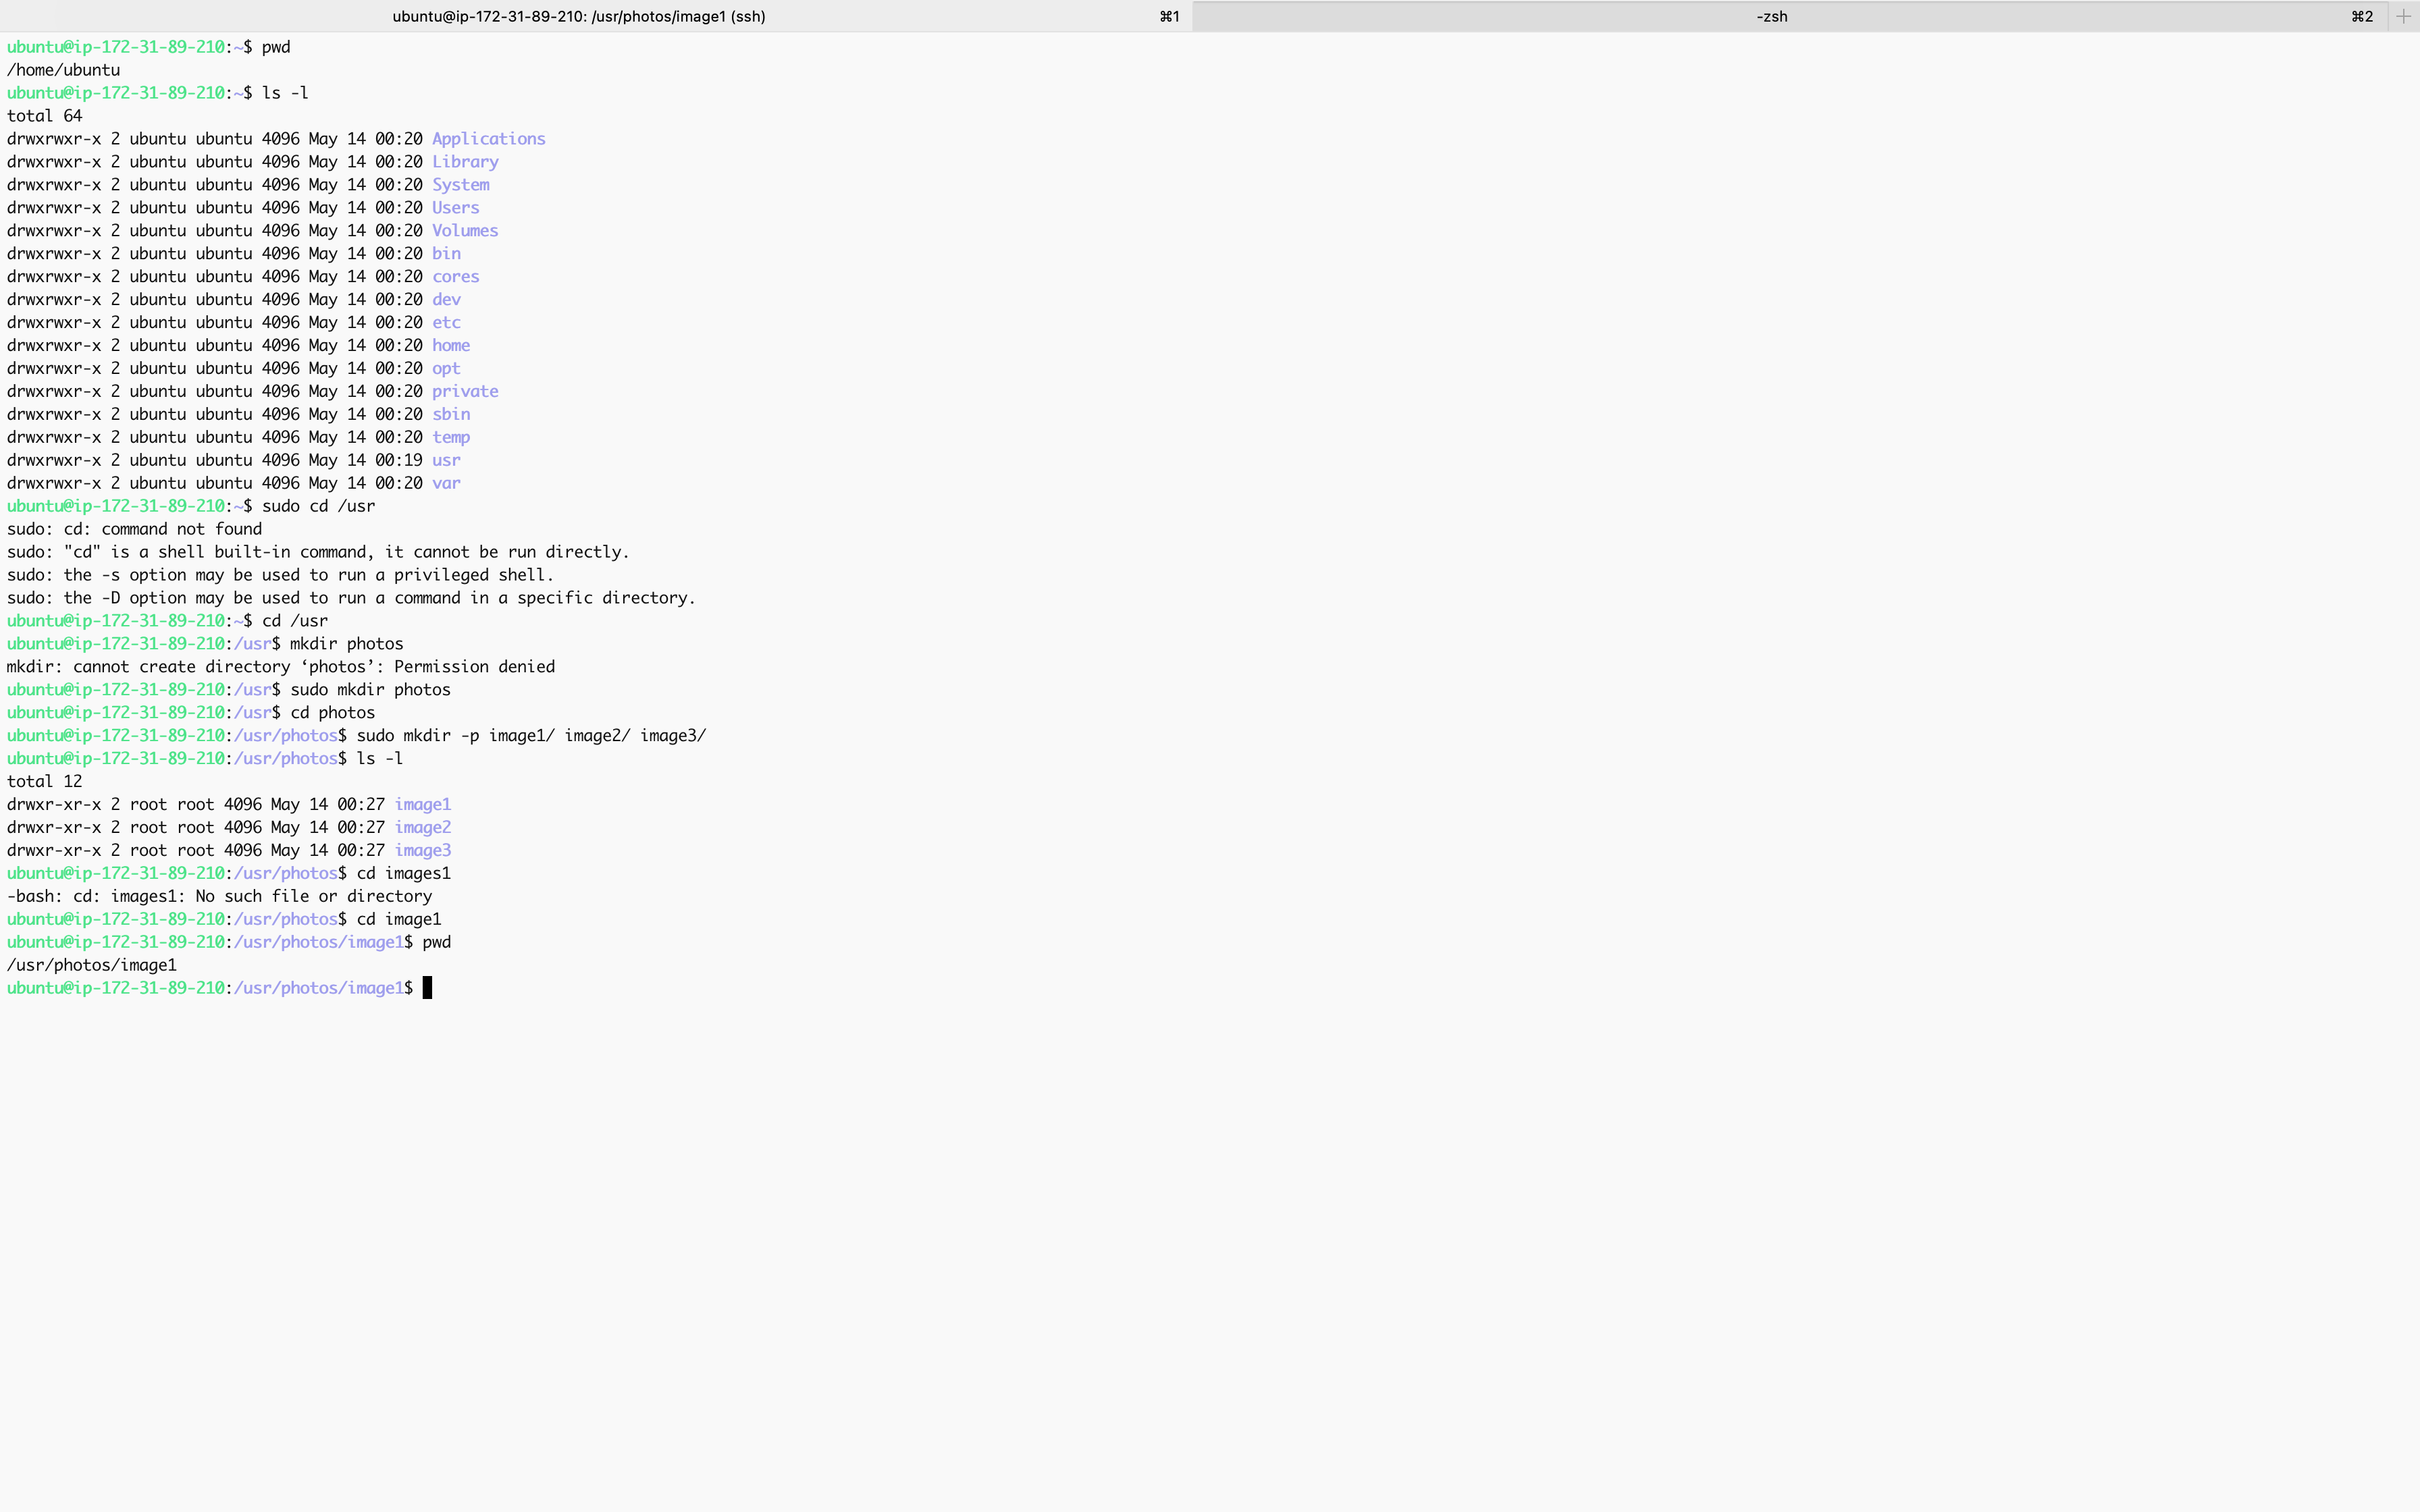 ubuntu@ip-172-31-89-210: /usr/photos/image1 (ssh) ⌘1 -zsh ⌘2
ubuntu@ip-172-31-89-210:~$ pwd
/home/ubuntu
ubuntu@ip-172-31-89-210:~$ ls -l
total 64
drwxrwxr-x 2 ubuntu ubuntu 4096 May 14 00:20 Applications
drwxrwxr-x 2 ubuntu ubuntu 4096 May 14 00:20 Library
drwxrwxr-x 2 ubuntu ubuntu 4096 May 14 00:20 System
drwxrwxr-x 2 ubuntu ubuntu 4096 May 14 00:20 Users
drwxrwxr-x 2 ubuntu ubuntu 4096 May 14 00:20 Volumes
drwxrwxr-x 2 ubuntu ubuntu 4096 May 14 00:20 bin
drwxrwxr-x 2 ubuntu ubuntu 4096 May 14 00:20 cores
drwxrwxr-x 2 ubuntu ubuntu 4096 May 14 00:20 dev
drwxrwxr-x 2 ubuntu ubuntu 4096 May 14 00:20 etc
drwxrwxr-x 2 ubuntu ubuntu 4096 May 14 00:20 home
drwxrwxr-x 2 ubuntu ubuntu 4096 May 14 00:20 opt
drwxrwxr-x 2 ubuntu ubuntu 4096 May 14 00:20 private
drwxrwxr-x 2 ubuntu ubuntu 4096 May 14 00:20 sbin
drwxrwxr-x 2 ubuntu ubuntu 4096 May 14 00:20 temp
drwxrwxr-x 2 ubuntu ubuntu 4096 May 14 00:19 usr
drwxrwxr-x 2 ubuntu ubuntu 4096 May 14 00:20 var
ubuntu@ip-172-31-89-210:~$ sudo cd /usr
sudo: cd: command not found
sudo: "cd" is a shell built-in command, it cannot be run directly.
sudo: the -s option may be used to run a privileged shell.
sudo: the -D option may be used to run a command in a specific directory.
ubuntu@ip-172-31-89-210:~$ cd /usr
ubuntu@ip-172-31-89-210:/usr$ mkdir photos
mkdir: cannot create directory ‘photos’: Permission denied
ubuntu@ip-172-31-89-210:/usr$ sudo mkdir photos
ubuntu@ip-172-31-89-210:/usr$ cd photos
ubuntu@ip-172-31-89-210:/usr/photos$ sudo mkdir -p image1/ image2/ image3/
ubuntu@ip-172-31-89-210:/usr/photos$ ls -l
total 12
drwxr-xr-x 2 root root 4096 May 14 00:27 image1
drwxr-xr-x 2 root root 4096 May 14 00:27 image2
drwxr-xr-x 2 root root 4096 May 14 00:27 image3
ubuntu@ip-172-31-89-210:/usr/photos$ cd images1
-bash: cd: images1: No such file or directory
ubuntu@ip-172-31-89-210:/usr/photos$ cd image1
ubuntu@ip-172-31-89-210:/usr/photos/image1$ pwd
/usr/photos/image1
ubuntu@ip-172-31-89-210:/usr/photos/image1$